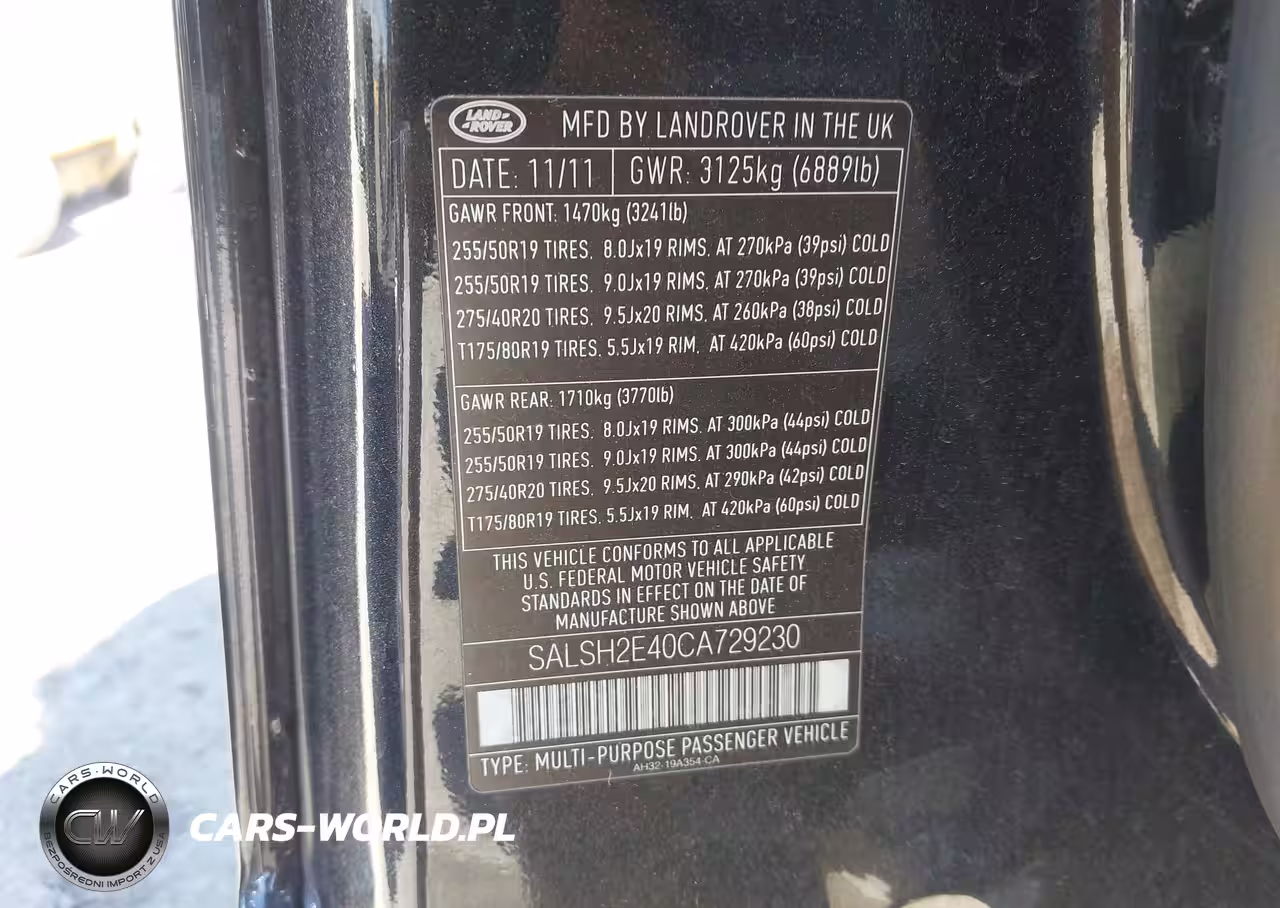 LAND-
-ROVER
MFD BY LANDROVER IN THE UK
DATE: 11/11 GWR: 3125kg (6889lb)
GAWR FRONT: 1470kg (3241lb)
255/50R19 TIRES, 8.0Jx19 RIMS, AT 270kPa (39psi) COLD
255/50R19 TIRES, 9.0Jx19 RIMS, AT 270kPa (39psi) COLD
275/40R20 TIRES, 9.5Jx20 RIMS, AT 260kPa (38psi) COLD
T175/80R19 TIRES, 5.5Jx19 RIM, AT 420kPa (60psi) COLD
GAWR REAR: 1710kg (3770lb)
255/50R19 TIRES, 8.0Jx19 RIMS, AT 300kPa (44psi) COLD
255/50R19 TIRES, 9.0Jx19 RIMS, AT 300kPa (44psi) COLD
275/40R20 TIRES, 9.5Jx20 RIMS, AT 290kPa (42psi) COLD
T175/80R19 TIRES, 5.5Jx19 RIM, AT 420kPa (60psi) COLD
THIS VEHICLE CONFORMS TO ALL APPLICABLE
U.S. FEDERAL MOTOR VEHICLE SAFETY
STANDARDS IN EFFECT ON THE DATE OF
MANUFACTURE SHOWN ABOVE
SALSH2E40CA729230
TYPE: MULTI-PURPOSE PASSENGER VEHICLE
AH32-19A354-CA
CARS-WORLD
CW
BEZPOŚREDNI IMPORT Z USA
CARS-WORLD.PL